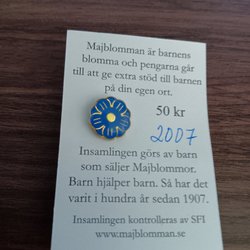 Majblomman är barnens
blomma och pengarna går
till att ge extra stöd till barnen
på din egen ort.
50 kr
2007
Insamlingen görs av barn
som säljer Majblommor.
Barn hjälper barn. Så har det
varit i hundra år sedan 1907.
Insamlingen kontrolleras av SFI
www.majblomman.se